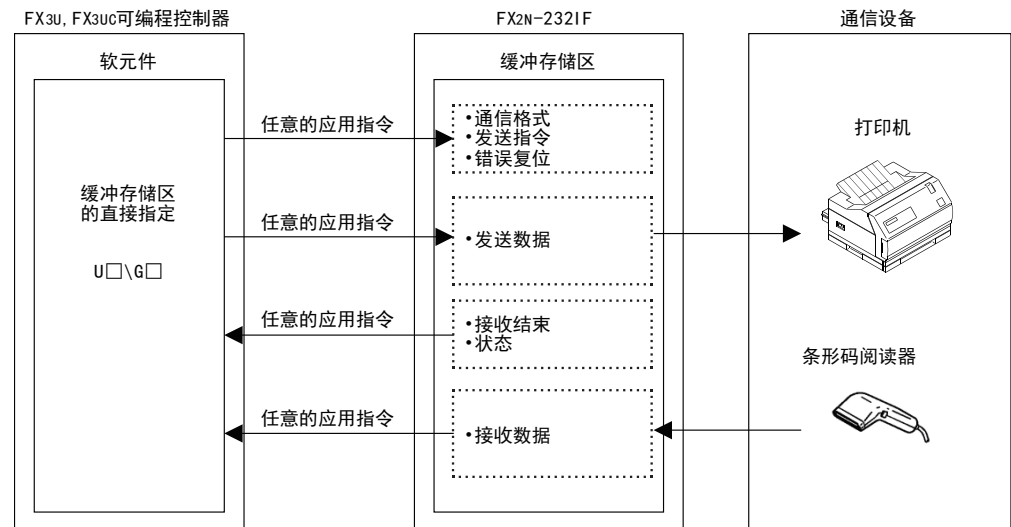 FX3U, FX3UC可编程控制器
FX2N-232IF
通信设备
软元件
缓冲存储区
任意的应用指令
•通信格式
•发送指令
•错误复位
打印机
缓冲存储区
的直接指定
U□\G□
任意的应用指令
•发送数据
任意的应用指令
•接收结束
•状态
条形码阅读器
任意的应用指令
•接收数据